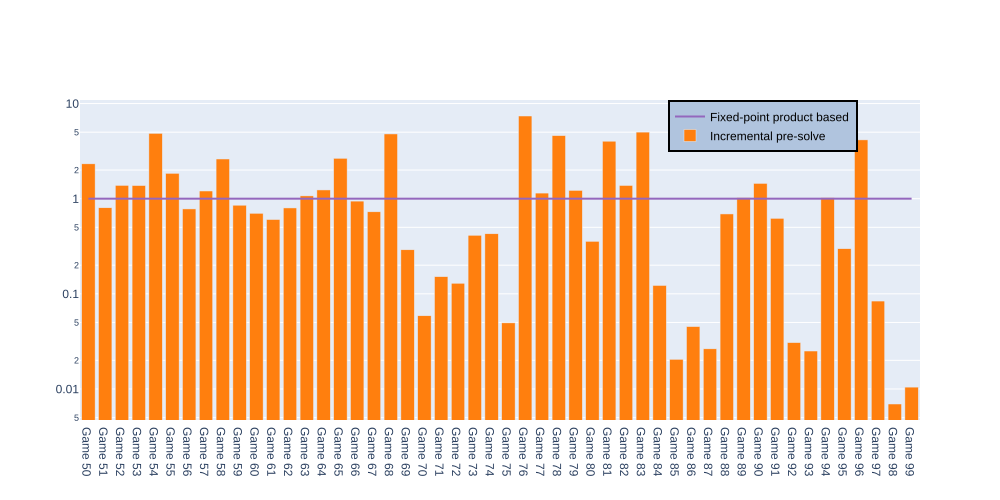 Fixed-point product based
Incremental pre-solve
10
5
2
1
5
2
0.1
5
2
0.01
5
Game 50
Game 51
Game 52
Game 53
Game 54
Game 55
Game 56
Game 57
Game 58
Game 59
Game 60
Game 61
Game 62
Game 63
Game 64
Game 65
Game 66
Game 67
Game 68
Game 69
Game 70
Game 71
Game 72
Game 73
Game 74
Game 75
Game 76
Game 77
Game 78
Game 79
Game 80
Game 81
Game 82
Game 83
Game 84
Game 85
Game 86
Game 87
Game 88
Game 89
Game 90
Game 91
Game 92
Game 93
Game 94
Game 95
Game 96
Game 97
Game 98
Game 99